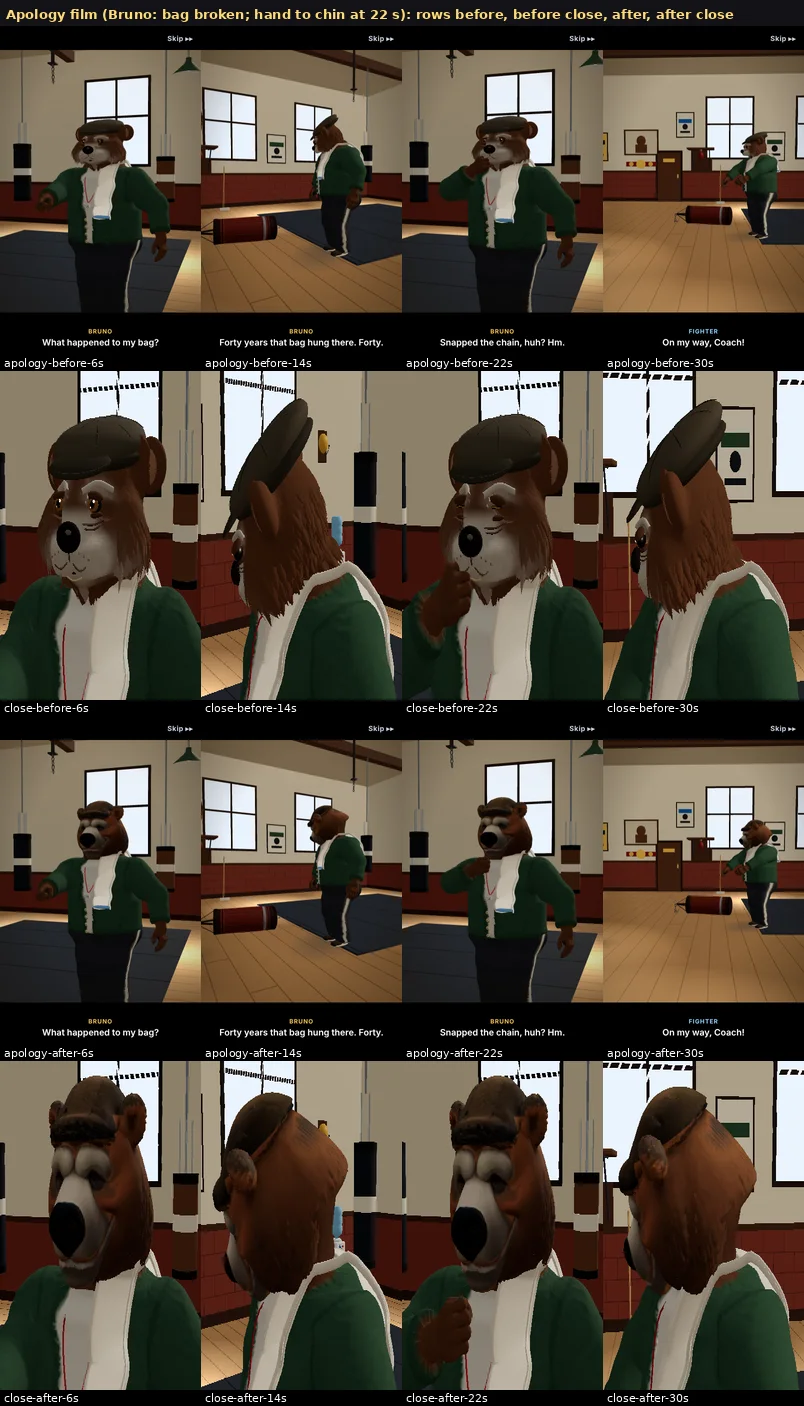 Apology film (Bruno: bag broken; hand to chin at 22 s): rows before, before close, after, after close
Skip ▸▸
Skip ▸▸
Skip ▸▸
Skip ▸▸
BRUNO
What happened to my bag?
BRUNO
Forty years that bag hung there. Forty.
BRUNO
Snapped the chain, huh? Hm.
FIGHTER
On my way, Coach!
apology-before-6s
apology-before-14s
apology-before-22s
apology-before-30s
close-before-6s
close-before-14s
close-before-22s
close-before-30s
Skip ▸▸
Skip ▸▸
Skip ▸▸
Skip ▸▸
BRUNO
What happened to my bag?
BRUNO
Forty years that bag hung there. Forty.
BRUNO
Snapped the chain, huh? Hm.
FIGHTER
On my way, Coach!
apology-after-6s
apology-after-14s
apology-after-22s
apology-after-30s
close-after-6s
close-after-14s
close-after-22s
close-after-30s